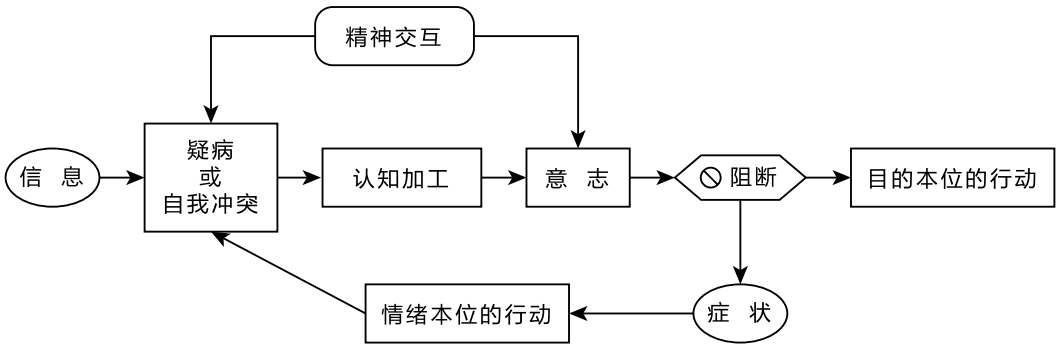 精神交互
信 息
疑病
或
自我冲突
认知加工
意 志
阻断
目的本位的行动
情绪本位的行动
症 状